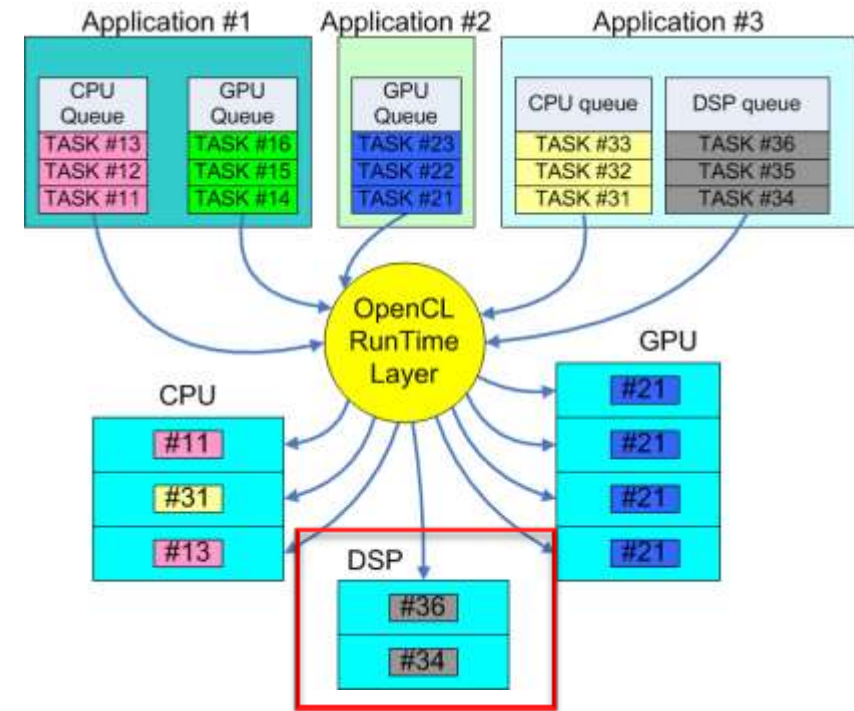 Application #1
Application #2
Application #3
CPU
Queue
TASK #13
TASK #12
TASK #11
GPU
Queue
TASK #16
TASK #15
TASK #14
GPU
Queue
TASK #23
TASK #22
TASK #21
CPU queue
TASK #33
TASK #32
TASK #31
DSP queue
TASK #36
TASK #35
TASK #34
OpenCL
RunTime
Layer
CPU
#11
#31
#13
DSP
#36
#34
GPU
#21
#21
#21
#21